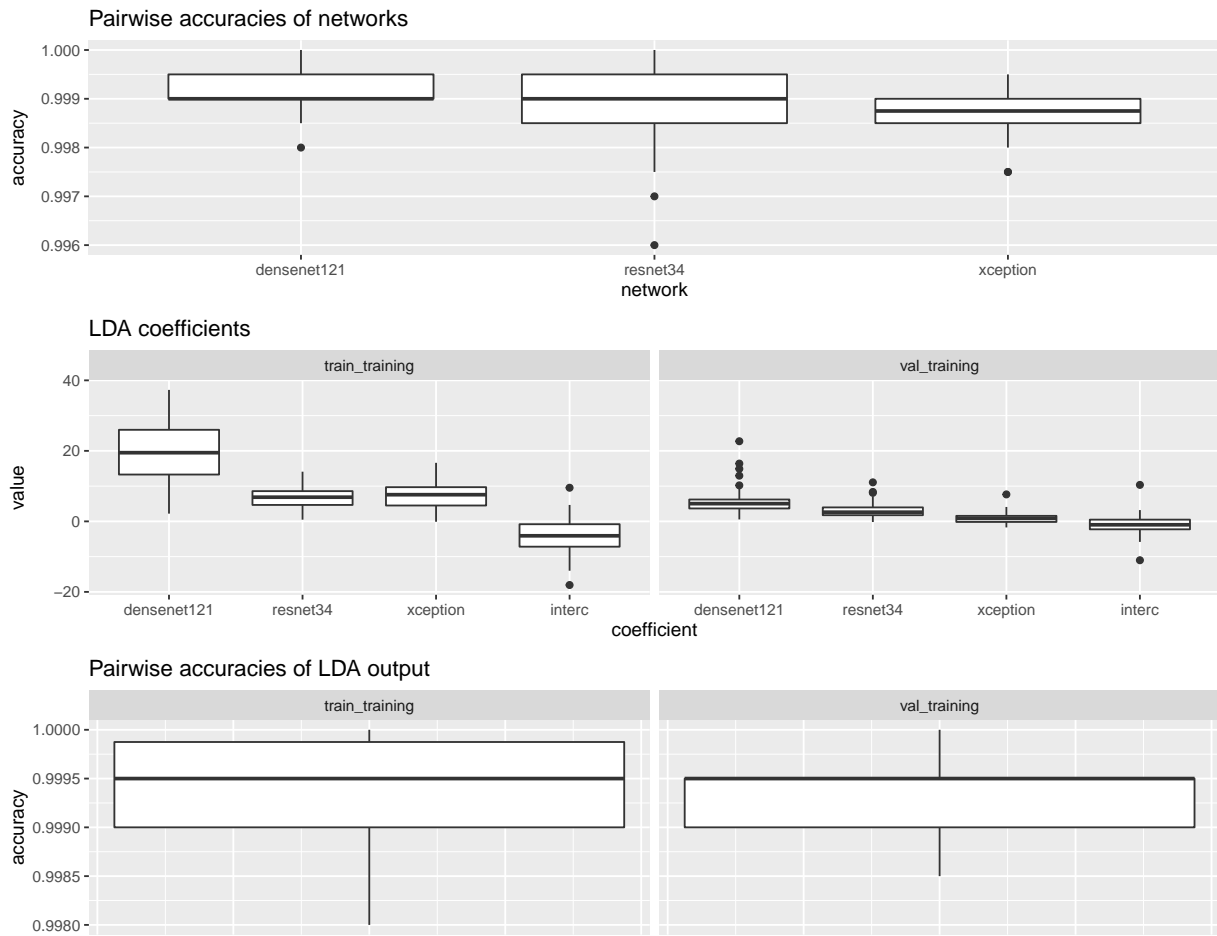 Pairwise accuracies of networks
accuracy
1.000
0.999
0.998
0.997
0.996
densenet121 resnet34 xception
network
LDA coefficients
train_training val_training
value
40
20
0
−20
densenet121 resnet34 xception interc densenet121 resnet34 xception interc
coefficient
Pairwise accuracies of LDA output
train_training val_training
accuracy
1.0000
0.9995
0.9990
0.9985
0.9980